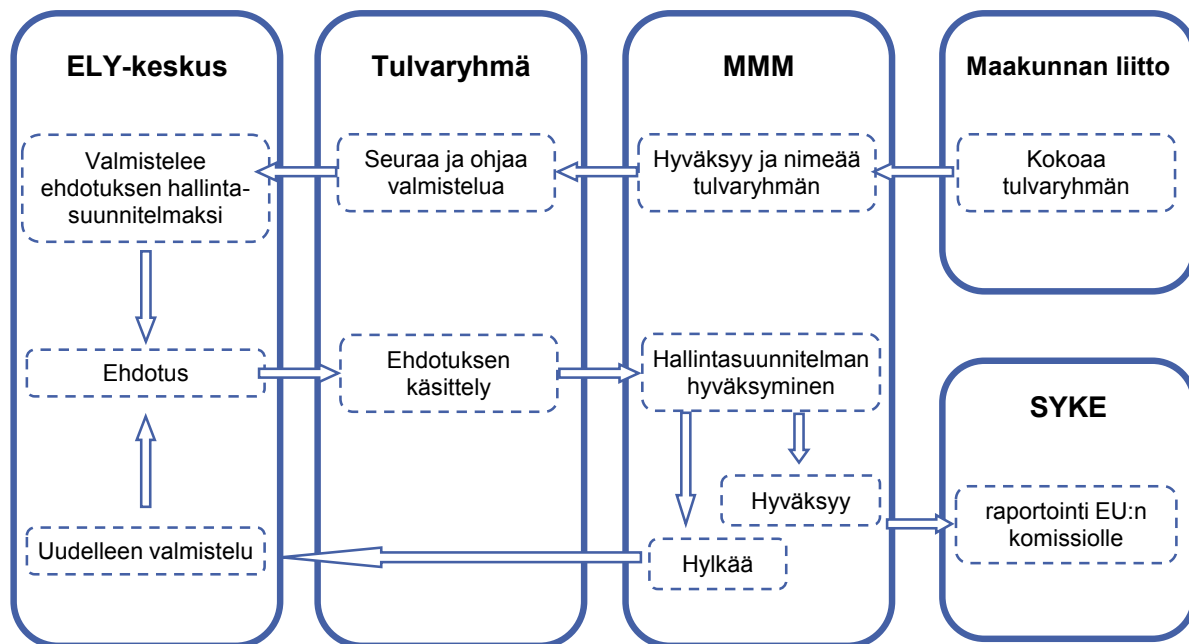 ELY-keskus
Valmistelee
ehdotuksen hallinta-
suunnitelmaksi
Ehdotus
Uudelleen valmistelu
Tulvaryhmä
Seuraa ja ohjaa
valmistelua
Ehdotuksen
käsittely
MMM
Hyväksyy ja nimeää
tulvaryhmän
Hallintasuunnitelman
hyväksyminen
Hyväksyy
Hylkää
Maakunnan liitto
Kokoaa
tulvaryhmän
SYKE
raportointi EU:n
komissiolle